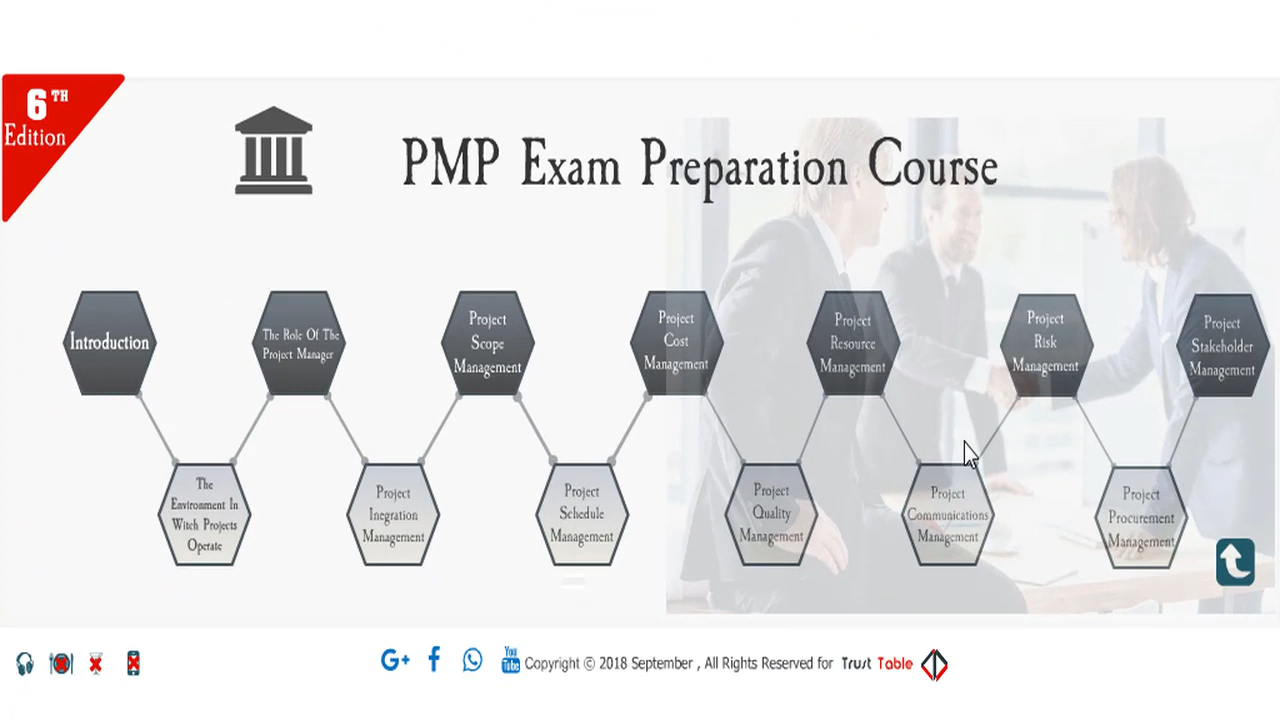 6TH
Edition
PMP Exam Preparation Course
Introduction
The
Environment In
Witch Projects
Operate
The Role Of The
Project Manager
Project
Inegration
Management
Project
Scope
Management
Project
Schedule
Management
Project
Cost
Management
Project
Quality
Management
Project
Resource
Management
Project
Communications
Management
Project
Risk
Management
Project
Procurement
Management
Project
Stakeholder
Management
G+ f You Tube Copyright © 2018 September , All Rights Reserved for Trust Table